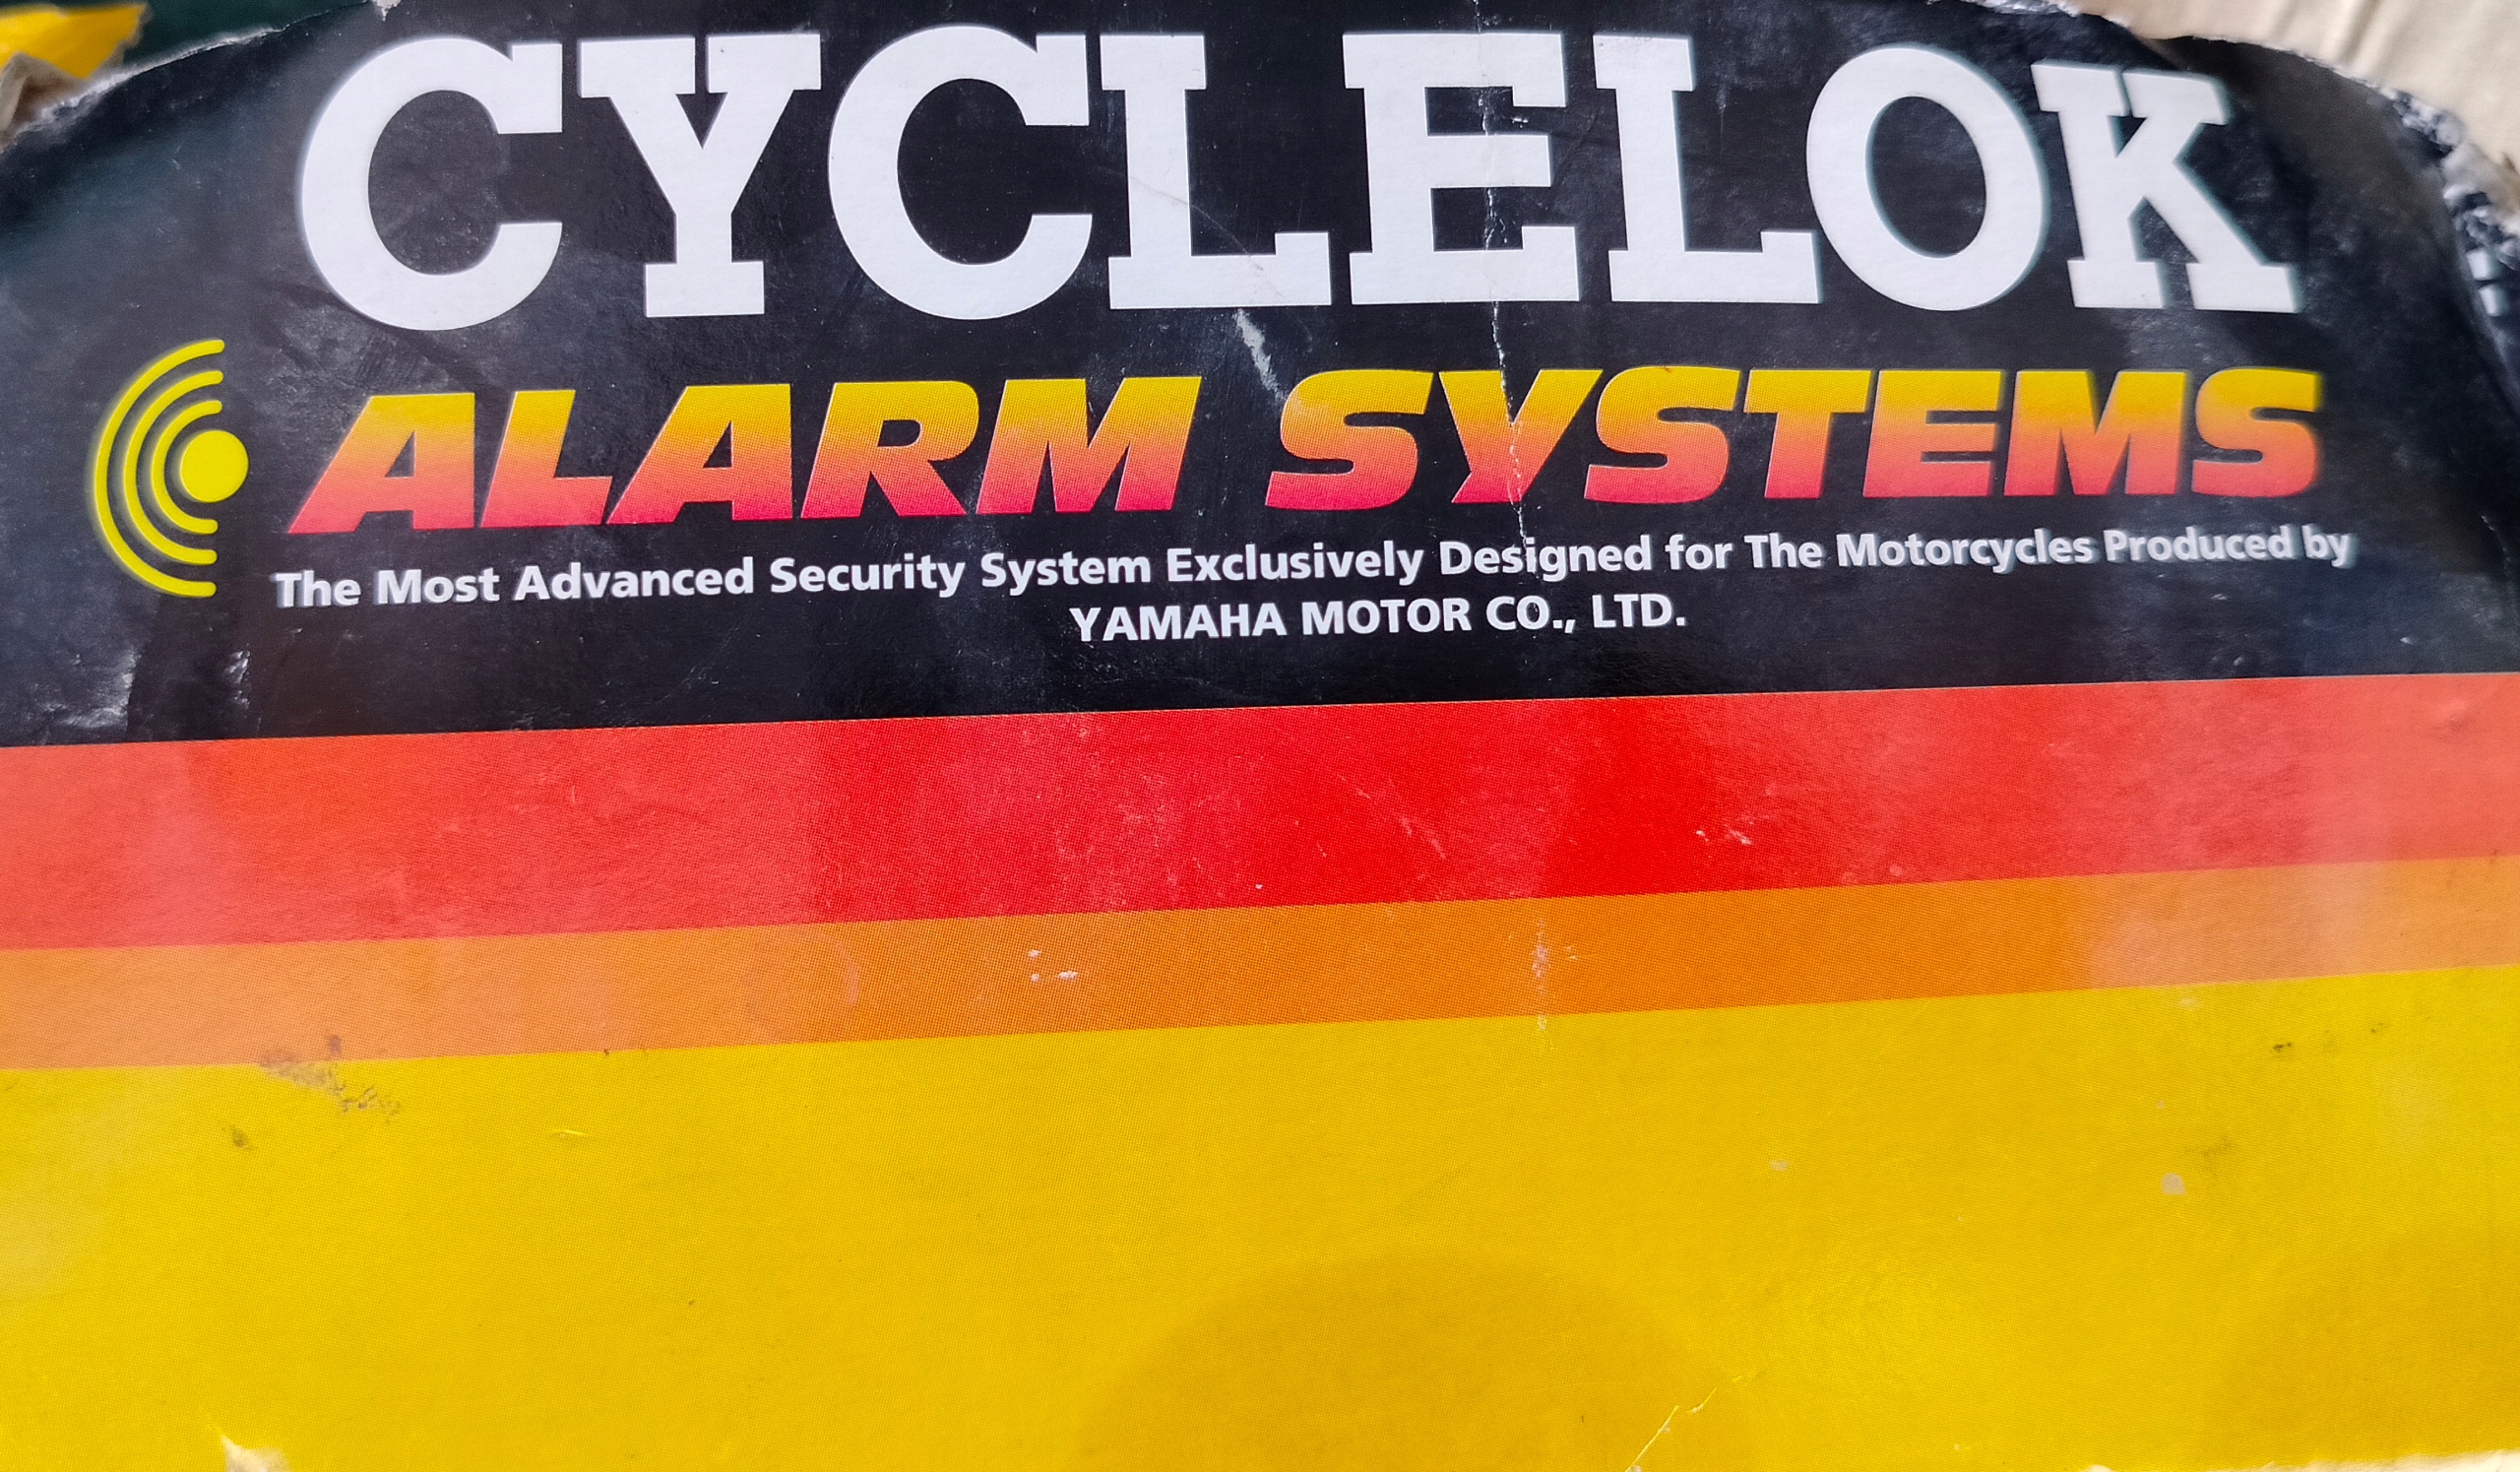 CYCLELOK
ALARM SYSTEMS
The Most Advanced Security System Exclusively Designed for The Motorcycles Produced by
YAMAHA MOTOR CO., LTD.